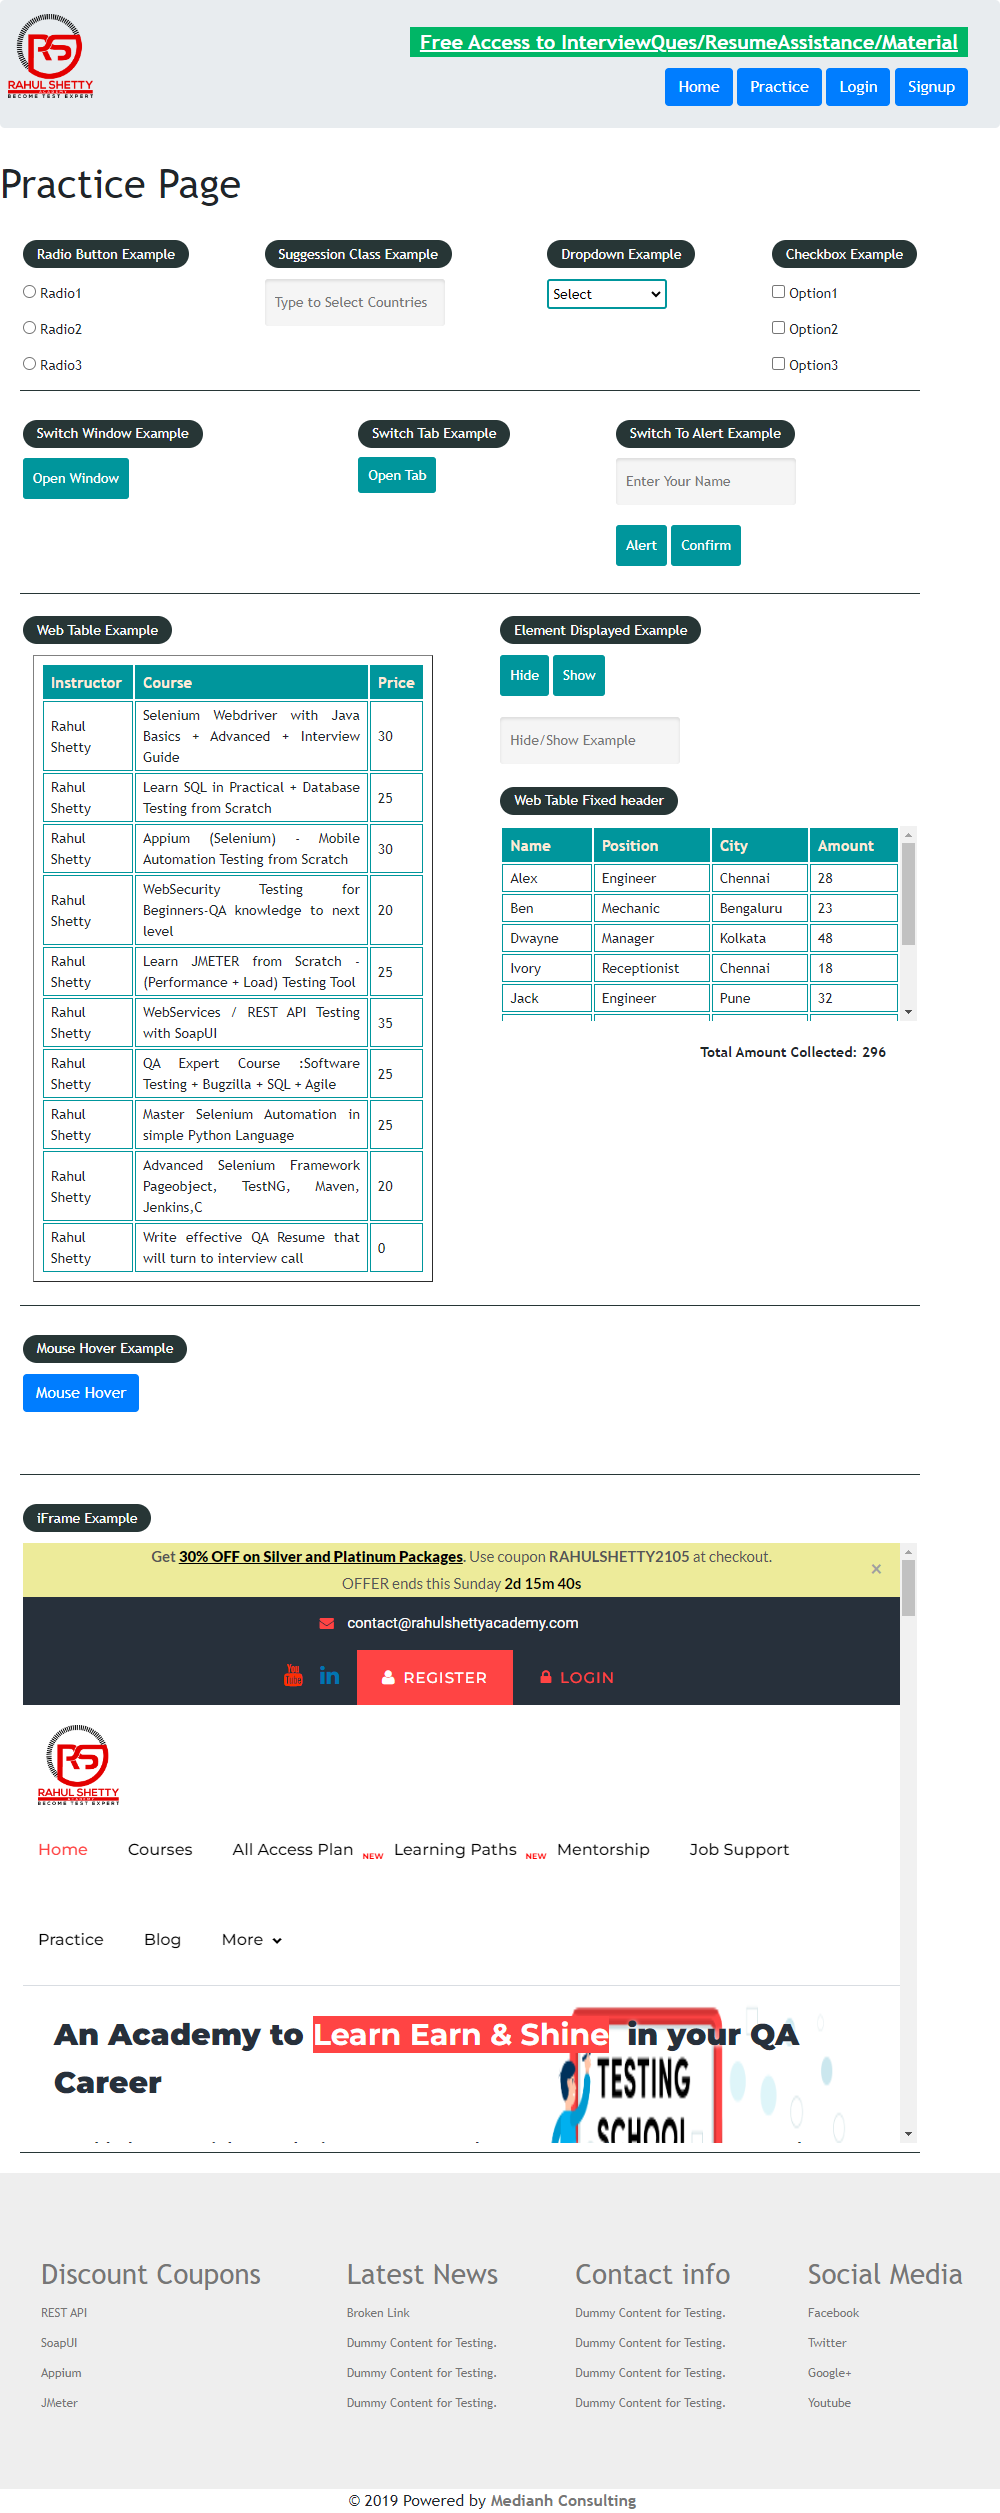 RS
RAHUL SHETTY
ACADEMY
BECOME TEST EXPERT
Free Access to InterviewQues/ResumeAssistance/Material
Home Practice Login Signup
Practice Page
Radio Button Example
Radio1
Radio2
Radio3
Suggession Class Example
Type to Select Countries
Dropdown Example
Select
Checkbox Example
Option1
Option2
Option3
Switch Window Example
Open Window
Switch Tab Example
Open Tab
Switch To Alert Example
Enter Your Name
Alert Confirm
Web Table Example
Instructor Course Price
Rahul Shetty Selenium Webdriver with Java Basics + Advanced + Interview Guide 30
Rahul Shetty Learn SQL in Practical + Database Testing from Scratch 25
Rahul Shetty Appium (Selenium) - Mobile Automation Testing from Scratch 30
Rahul Shetty WebSecurity Testing for Beginners-QA knowledge to next level 20
Rahul Shetty Learn JMETER from Scratch - (Performance + Load) Testing Tool 25
Rahul Shetty WebServices / REST API Testing with SoapUI 35
Rahul Shetty QA Expert Course :Software Testing + Bugzilla + SQL + Agile 25
Rahul Shetty Master Selenium Automation in simple Python Language 25
Rahul Shetty Advanced Selenium Framework Pageobject, TestNG, Maven, Jenkins,C 20
Rahul Shetty Write effective QA Resume that will turn to interview call 0
Element Displayed Example
Hide Show
Hide/Show Example
Web Table Fixed header
Name Position City Amount
Alex Engineer Chennai 28
Ben Mechanic Bengaluru 23
Dwayne Manager Kolkata 48
Ivory Receptionist Chennai 18
Jack Engineer Pune 32
Total Amount Collected: 296
Mouse Hover Example
Mouse Hover
iFrame Example
Get 30% OFF on Silver and Platinum Packages. Use coupon RAHULSHETTY2105 at checkout.
OFFER ends this Sunday 2d 15m 40s
×
contact@rahulshettyacademy.com
You Tube in REGISTER LOGIN
RS
RAHUL SHETTY
ACADEMY
BECOME TEST EXPERT
Home Courses All Access Plan NEW Learning Paths NEW Mentorship Job Support
Practice Blog More
An Academy to Learn Earn & Shine in your QA
Career
TESTING
SCHOOL
Discount Coupons
REST API
SoapUI
Appium
JMeter
Latest News
Broken Link
Dummy Content for Testing.
Dummy Content for Testing.
Dummy Content for Testing.
Contact info
Dummy Content for Testing.
Dummy Content for Testing.
Dummy Content for Testing.
Dummy Content for Testing.
Social Media
Facebook
Twitter
Google+
Youtube
© 2019 Powered by Medianh Consulting